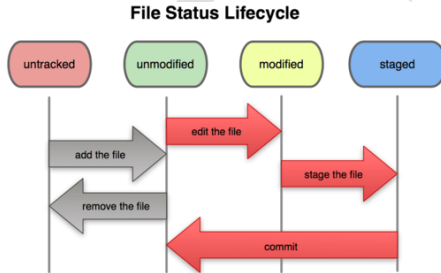 File Status Lifecycle
untracked
unmodified
modified
staged
edit the file
add the file
stage the file
remove the file
commit